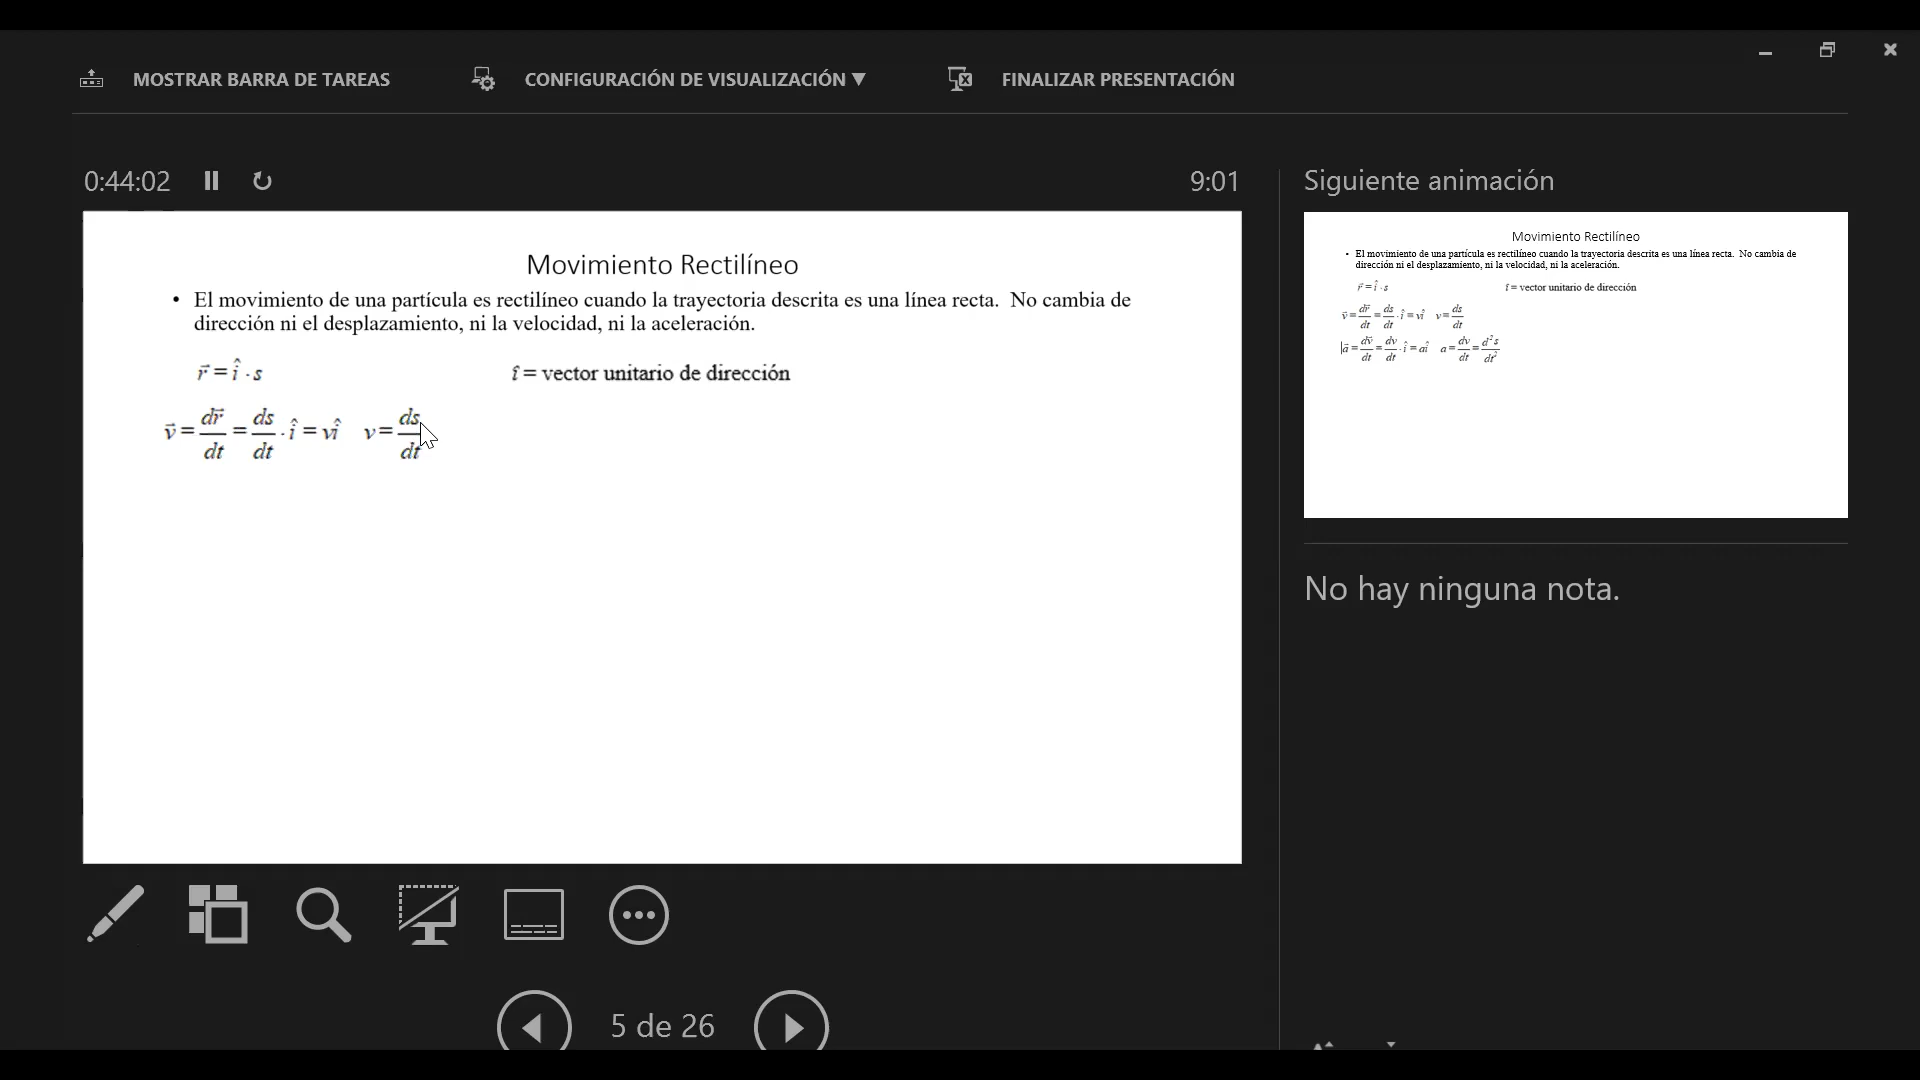 MOSTRAR BARRA DE TAREAS
CONFIGURACIÓN DE VISUALIZACIÓN ▼
FINALIZAR PRESENTACIÓN
0:44:02
9:01
Movimiento Rectilíneo
• El movimiento de una partícula es rectilíneo cuando la trayectoria descrita es una línea recta. No cambia de
dirección ni el desplazamiento, ni la velocidad, ni la aceleración.
r⃗ = î · s
î = vector unitario de dirección
v⃗ = dr⃗/dt = ds/dt · î = vî v = ds/dt
5 de 26
Siguiente animación
Movimiento Rectilíneo
• El movimiento de una partícula es rectilíneo cuando la trayectoria descrita es una línea recta. No cambia de
dirección ni el desplazamiento, ni la velocidad, ni la aceleración.
r⃗ = î · s
î = vector unitario de dirección
v⃗ = dr⃗/dt = ds/dt · î = vî v = ds/dt
a⃗ = dv⃗/dt = dv/dt · î = aî a = dv/dt = d²s/dt²
No hay ninguna nota.